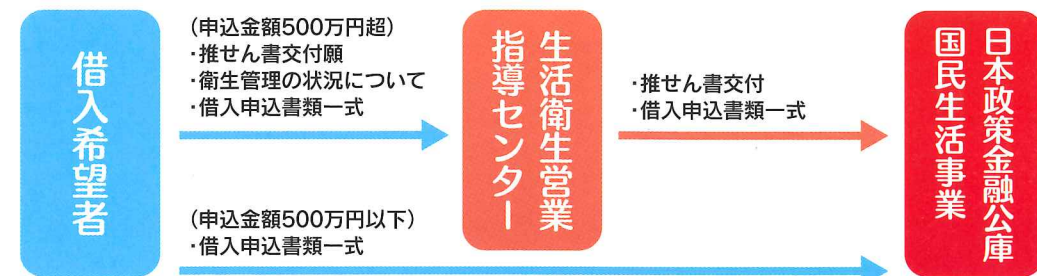 借入希望者
(申込金額500万円超)
・推せん書交付願
・衛生管理の状況について
・借入申込書類一式
生活衛生営業
指導センター
・推せん書交付
・借入申込書類一式
日本政策金融公庫
国民生活事業
(申込金額500万円以下)
・借入申込書類一式